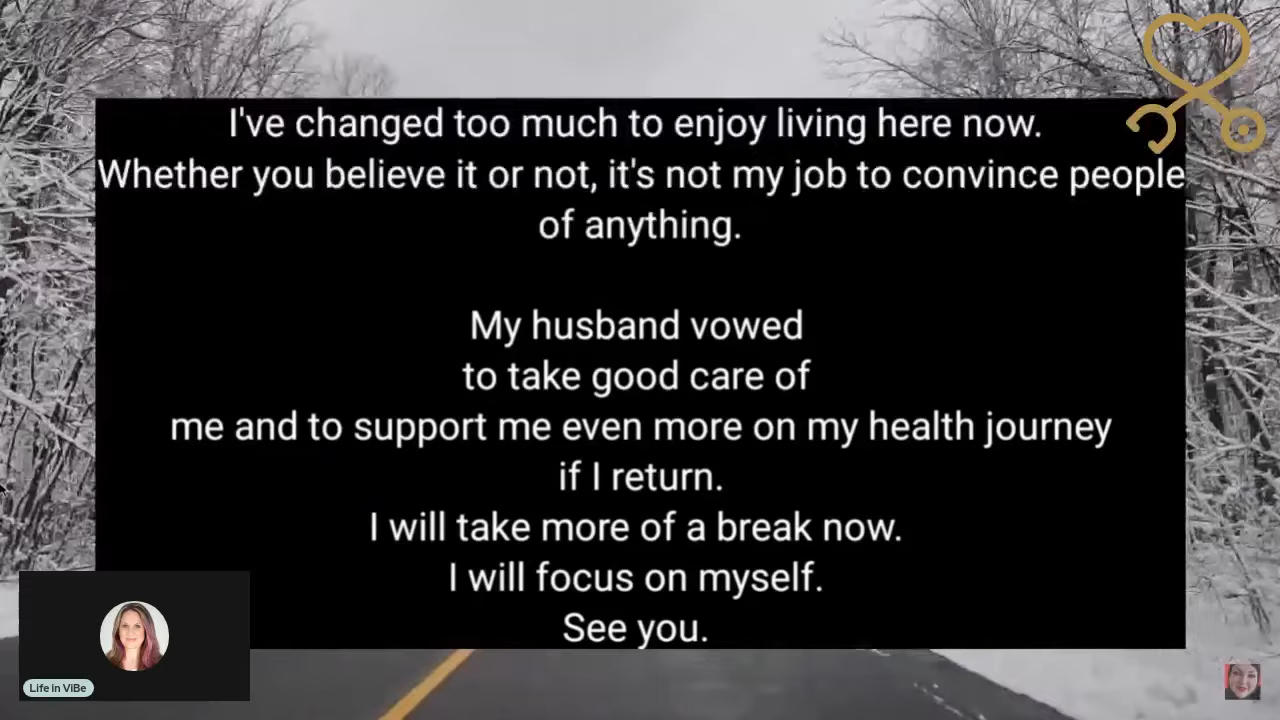 I've changed too much to enjoy living here now.
Whether you believe it or not, it's not my job to convince people
of anything.
My husband vowed
to take good care of
me and to support me even more on my health journey
if I return.
I will take more of a break now.
I will focus on myself.
See you.
Life in ViBe